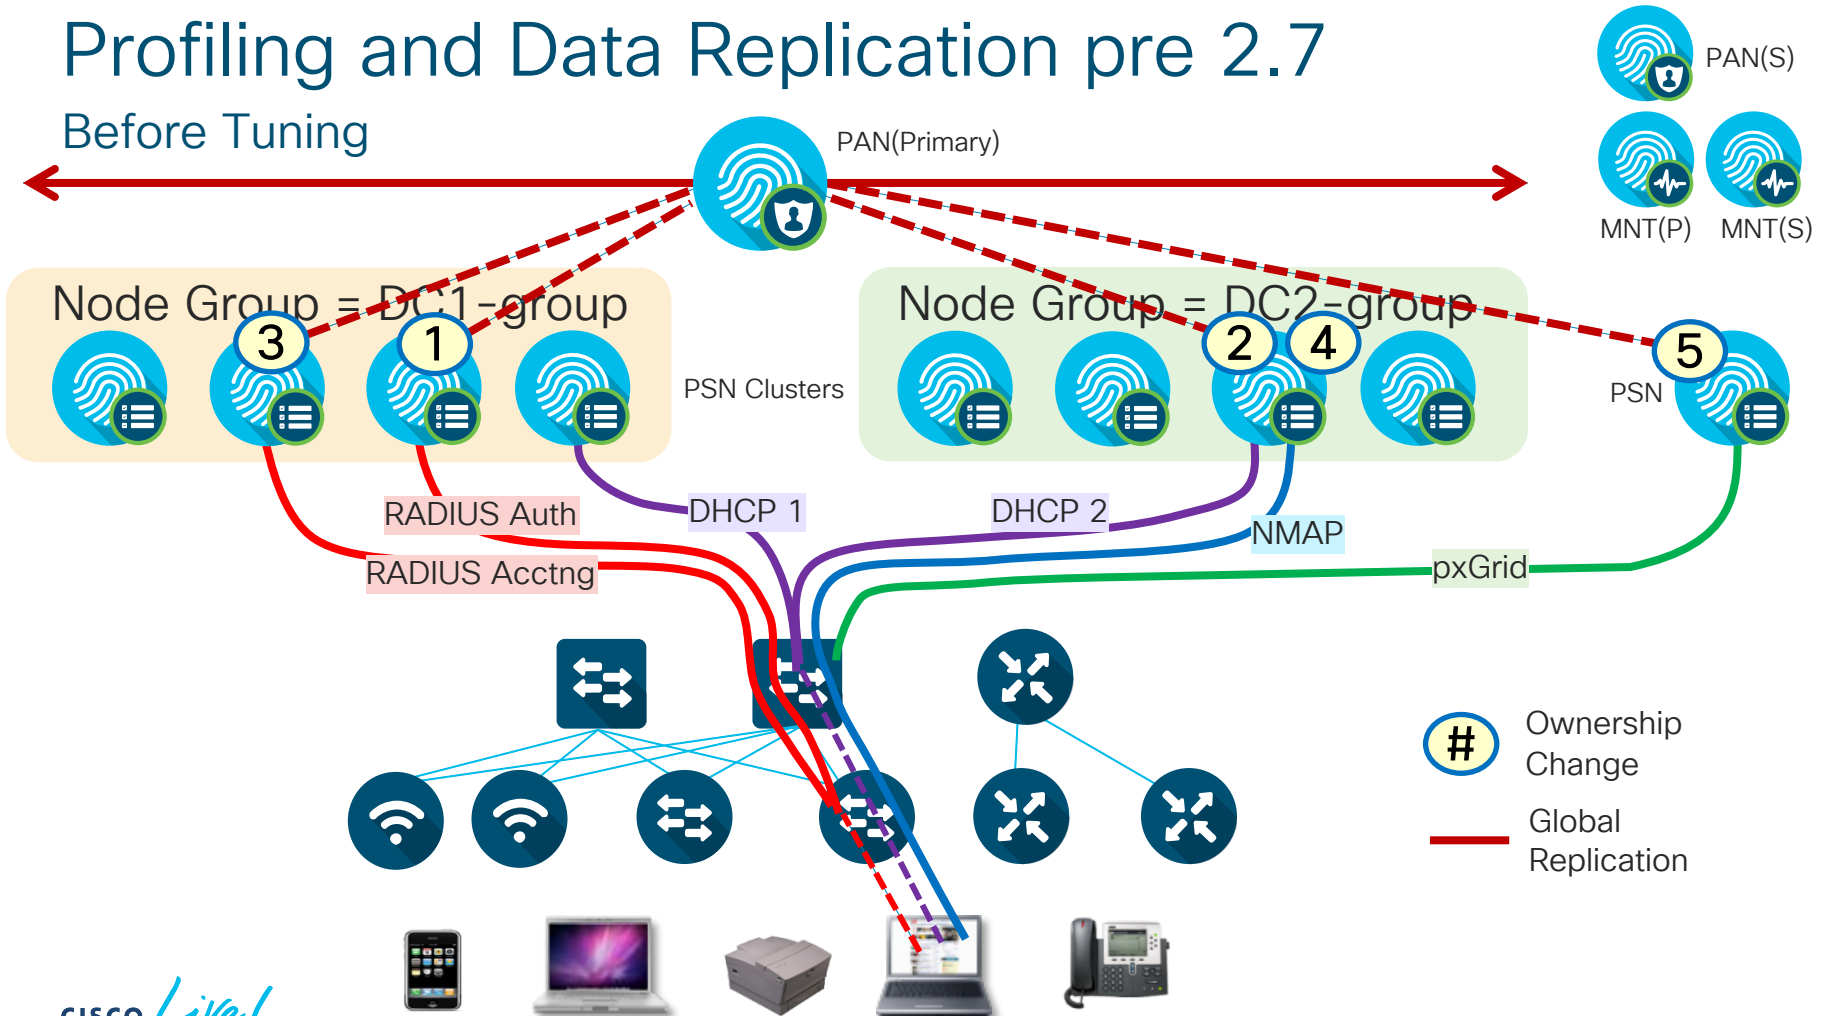 Profiling and Data Replication pre 2.7
Before Tuning
PAN(Primary)
PAN(S)
MNT(P) MNT(S)
Node Group = DC1-group
Node Group = DC2-group
3
1
2
4
5
PSN Clusters
PSN
RADIUS Auth
DHCP 1
DHCP 2
NMAP
RADIUS Acctng
pxGrid
# Ownership
Change
Global
Replication
CISCO Live!